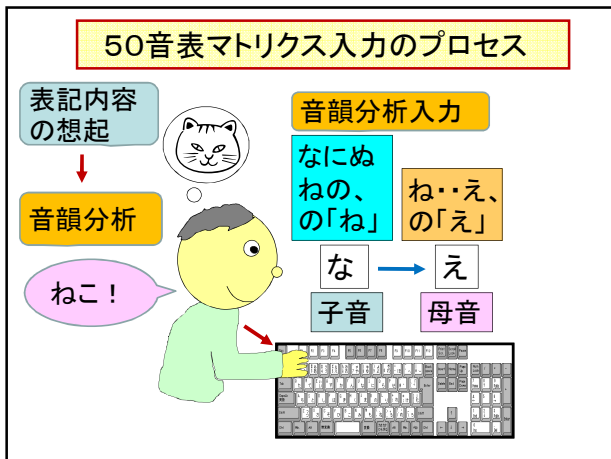 50音表マトリクス入力のプロセス
表記内容
の想起
音韻分析
ねこ！
音韻分析入力
なにぬ
ねの、
の「ね」
ね・・え、
の「え」
な
え
子音
母音